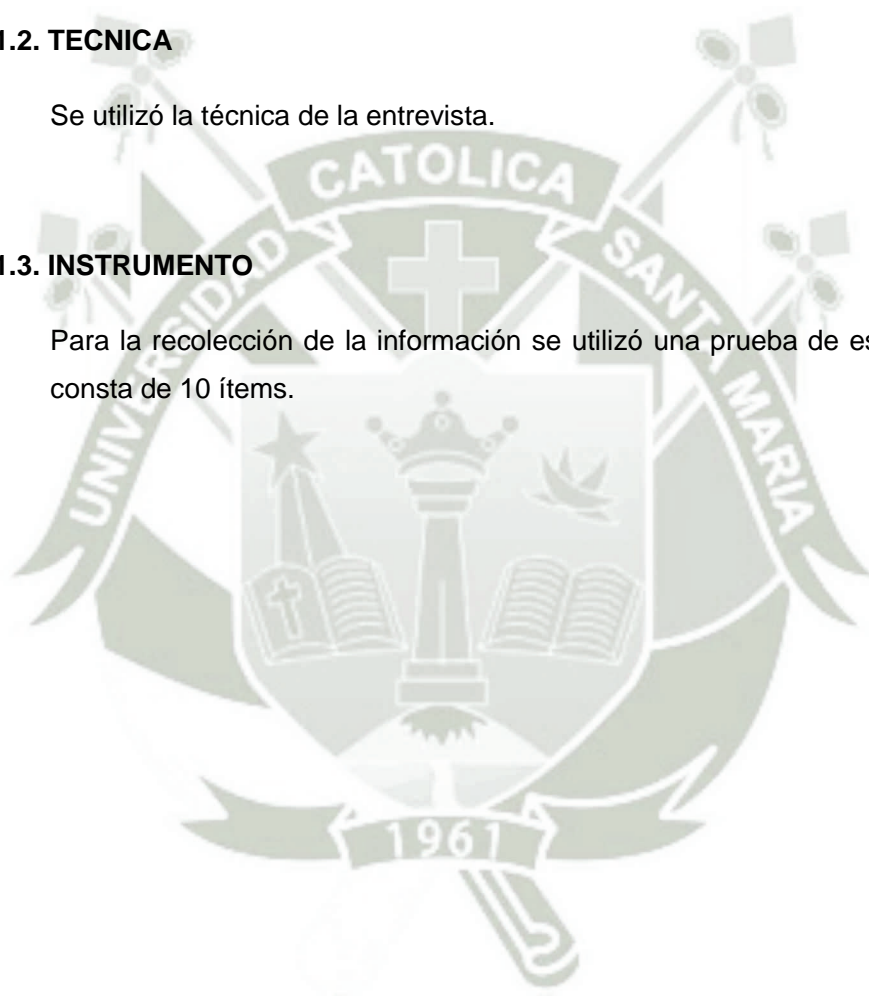 1.2. TECNICA
Se utilizó la técnica de la entrevista.
1.3. INSTRUMENTO
Para la recolección de la información se utilizó una prueba de
consta de 10 ítems.
UNIVERSIDAD CATOLICA SANTA MARIA
1961